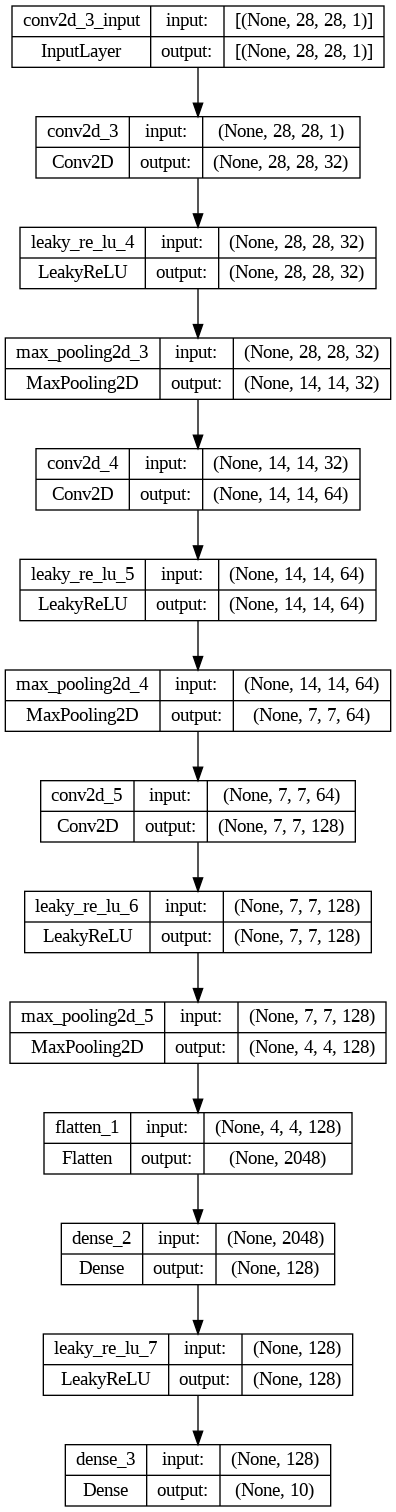 conv2d_3_input input: [(None, 28, 28, 1)]
InputLayer output: [(None, 28, 28, 1)]
conv2d_3 input: (None, 28, 28, 1)
Conv2D output: (None, 28, 28, 32)
leaky_re_lu_4 input: (None, 28, 28, 32)
LeakyReLU output: (None, 28, 28, 32)
max_pooling2d_3 input: (None, 28, 28, 32)
MaxPooling2D output: (None, 14, 14, 32)
conv2d_4 input: (None, 14, 14, 32)
Conv2D output: (None, 14, 14, 64)
leaky_re_lu_5 input: (None, 14, 14, 64)
LeakyReLU output: (None, 14, 14, 64)
max_pooling2d_4 input: (None, 14, 14, 64)
MaxPooling2D output: (None, 7, 7, 64)
conv2d_5 input: (None, 7, 7, 64)
Conv2D output: (None, 7, 7, 128)
leaky_re_lu_6 input: (None, 7, 7, 128)
LeakyReLU output: (None, 7, 7, 128)
max_pooling2d_5 input: (None, 7, 7, 128)
MaxPooling2D output: (None, 4, 4, 128)
flatten_1 input: (None, 4, 4, 128)
Flatten output: (None, 2048)
dense_2 input: (None, 2048)
Dense output: (None, 128)
leaky_re_lu_7 input: (None, 128)
LeakyReLU output: (None, 128)
dense_3 input: (None, 128)
Dense output: (None, 10)